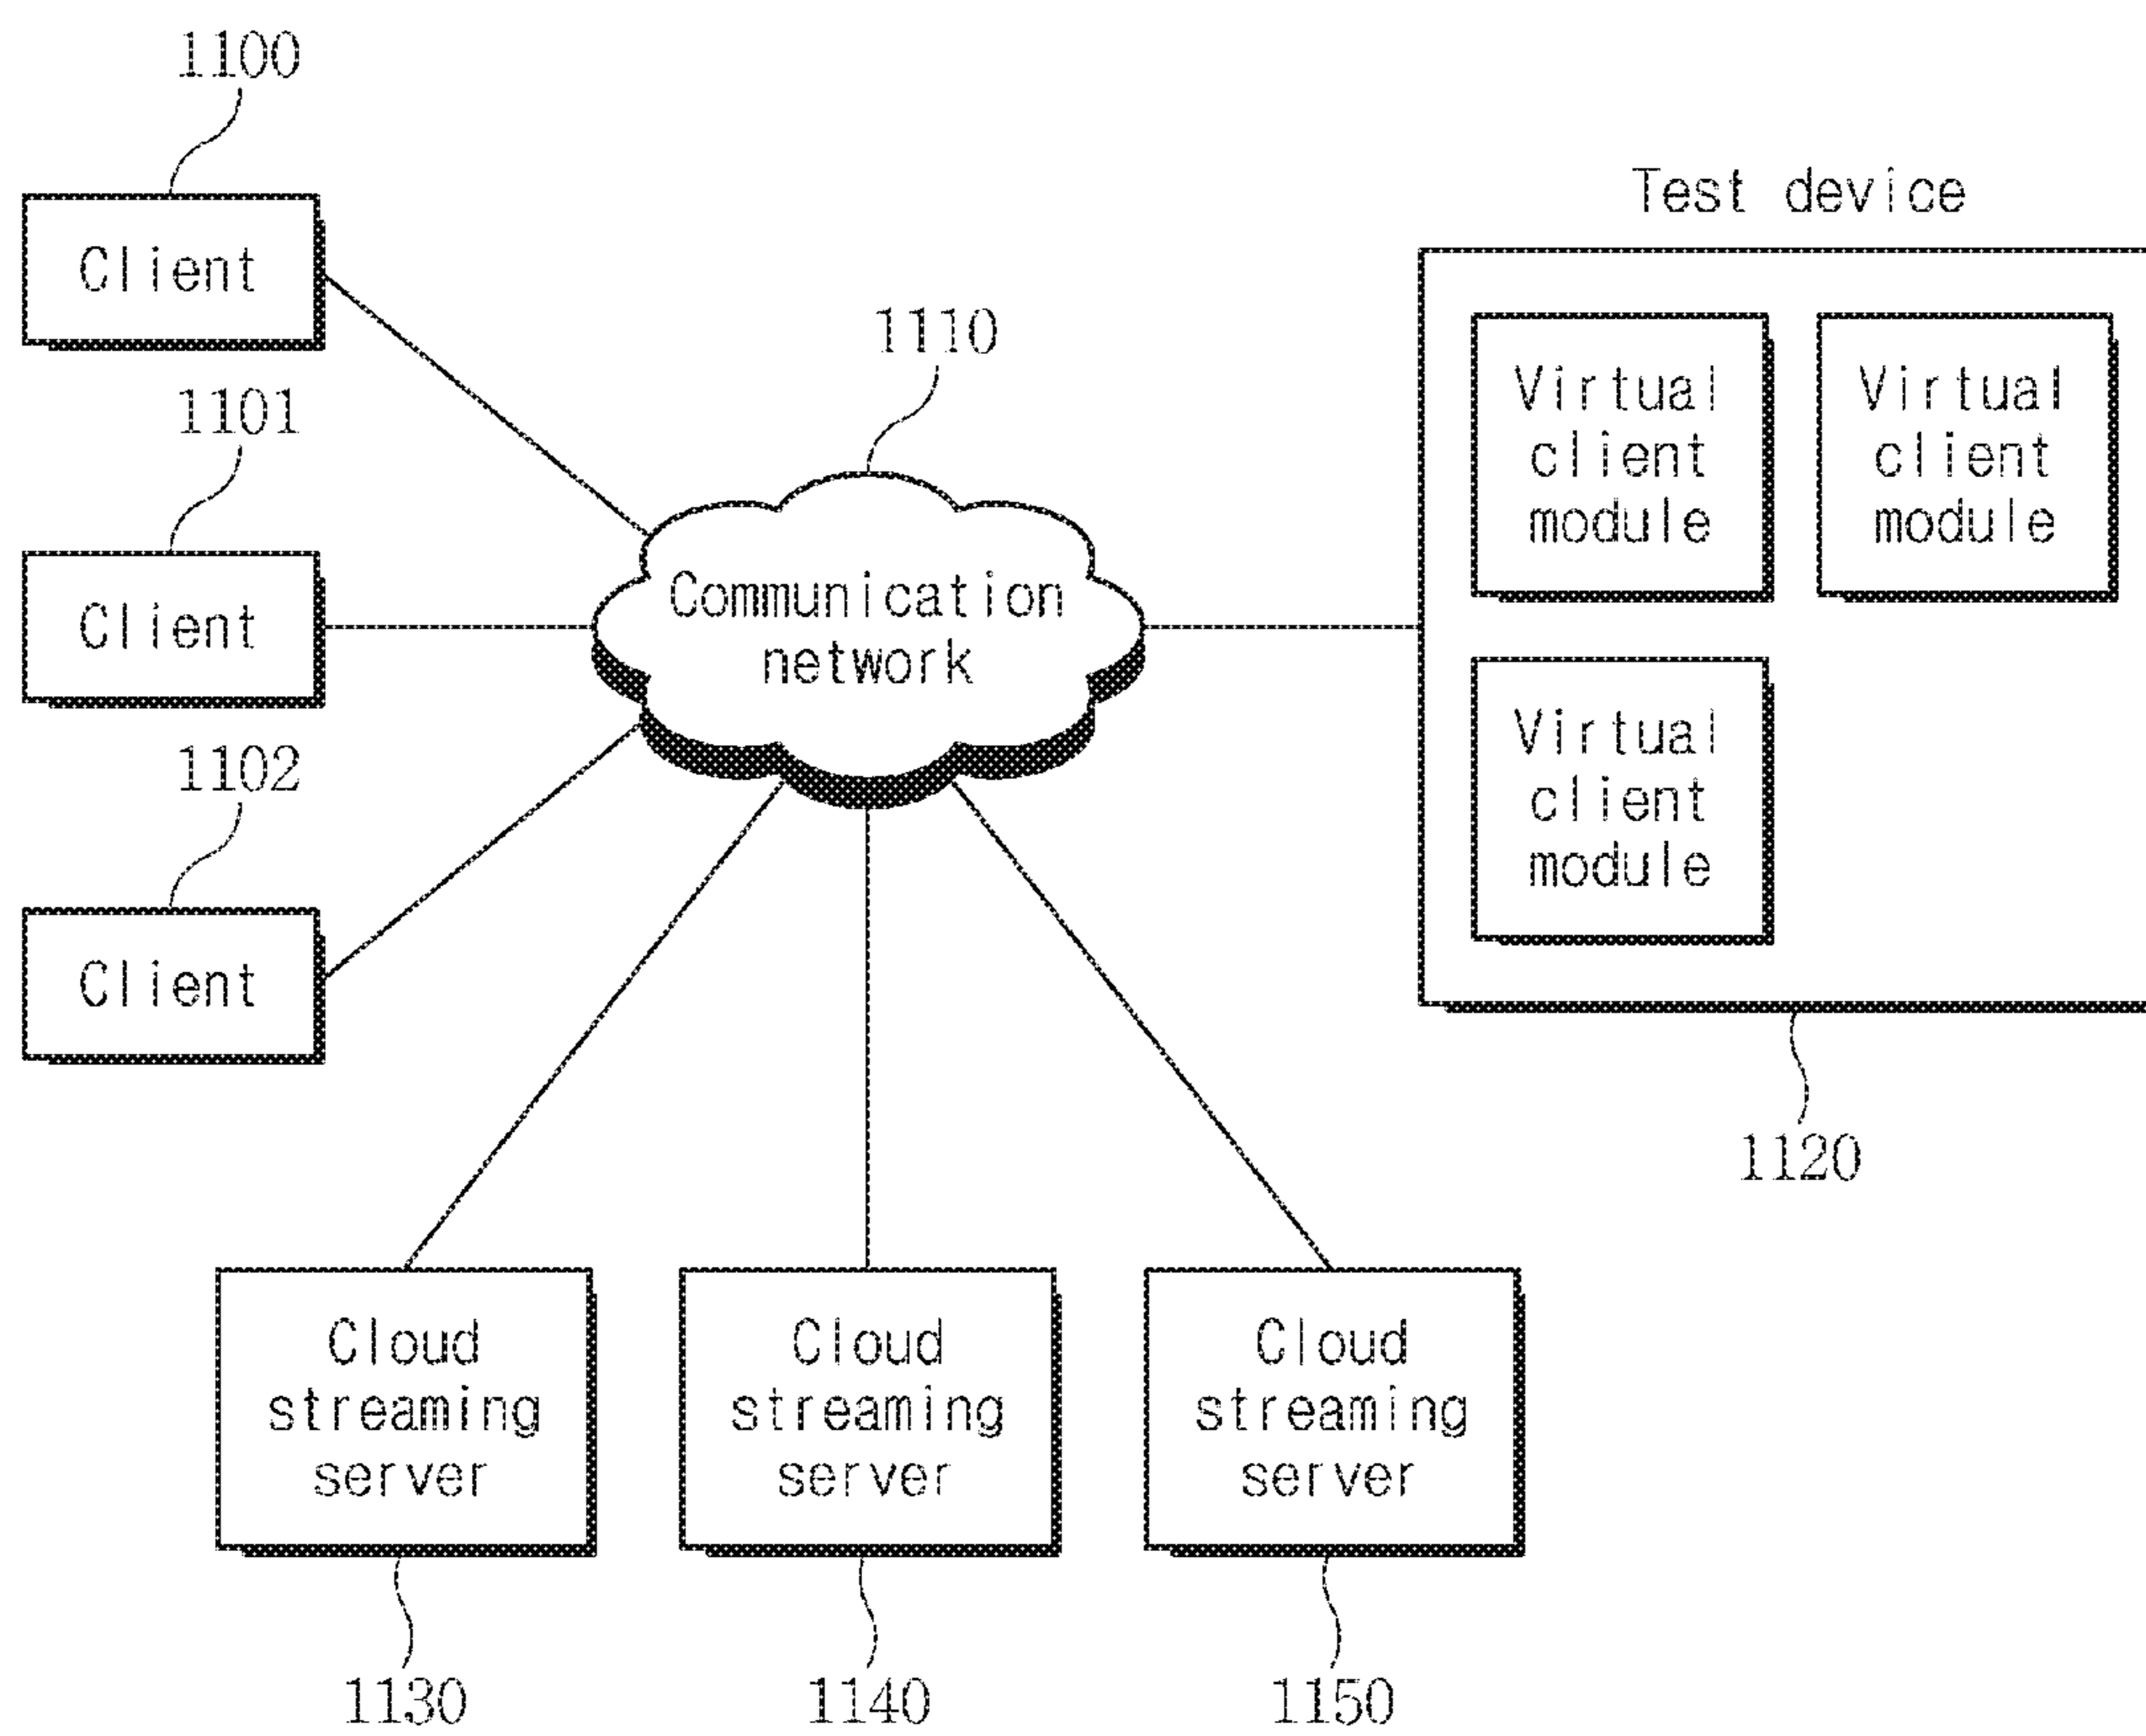 1100
Client
1101
Client
1102
Client
1110
Communication
network
Test device
Virtual
client
module
Virtual
client
module
Virtual
client
module
1120
Cloud
streaming
server
1130
Cloud
streaming
server
1140
Cloud
streaming
server
1150